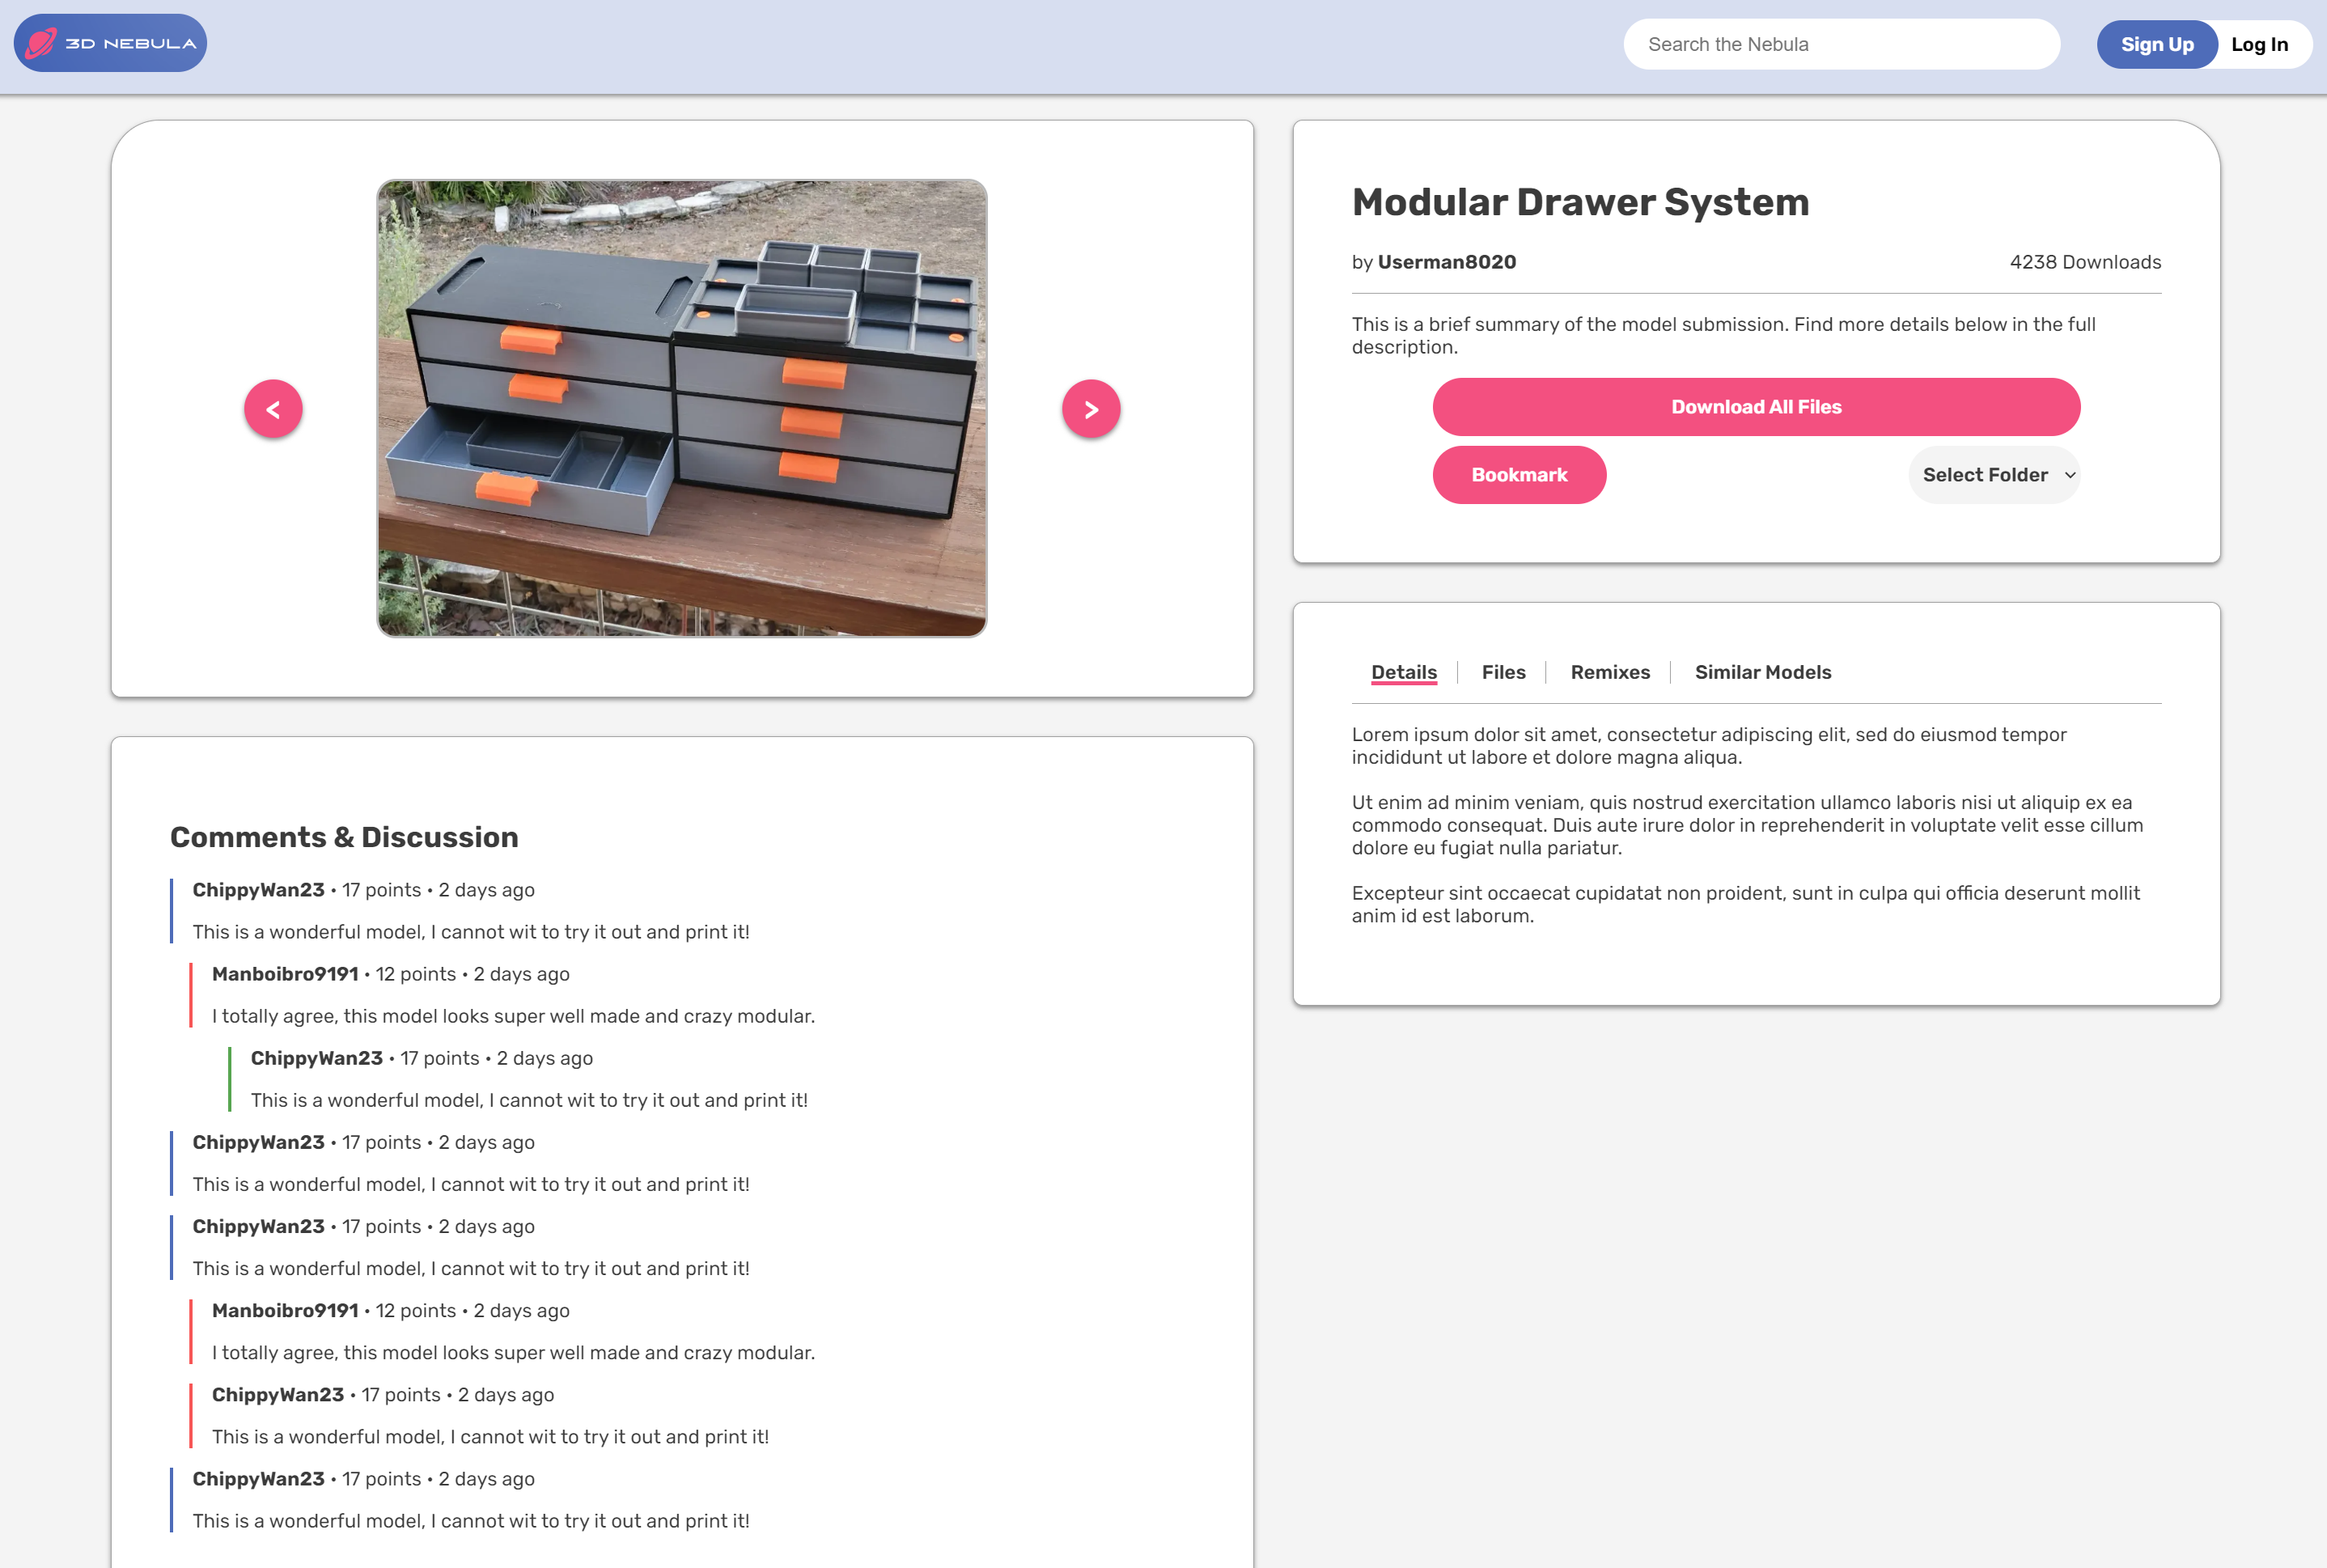 3D NEBULA
Search the Nebula
Sign Up
Log In
<
>
Modular Drawer System
by Userman8020
4238 Downloads
This is a brief summary of the model submission. Find more details below in the full
description.
Download All Files
Bookmark
Select Folder
Details
Files
Remixes
Similar Models
Lorem ipsum dolor sit amet, consectetur adipiscing elit, sed do eiusmod tempor
incididunt ut labore et dolore magna aliqua.
Ut enim ad minim veniam, quis nostrud exercitation ullamco laboris nisi ut aliquip ex ea
commodo consequat. Duis aute irure dolor in reprehenderit in voluptate velit esse cillum
dolore eu fugiat nulla pariatur.
Excepteur sint occaecat cupidatat non proident, sunt in culpa qui officia deserunt mollit
anim id est laborum.
Comments & Discussion
ChippyWan23 • 17 points • 2 days ago
This is a wonderful model, I cannot wit to try it out and print it!
Manboibro9191 • 12 points • 2 days ago
I totally agree, this model looks super well made and crazy modular.
ChippyWan23 • 17 points • 2 days ago
This is a wonderful model, I cannot wit to try it out and print it!
ChippyWan23 • 17 points • 2 days ago
This is a wonderful model, I cannot wit to try it out and print it!
ChippyWan23 • 17 points • 2 days ago
This is a wonderful model, I cannot wit to try it out and print it!
Manboibro9191 • 12 points • 2 days ago
I totally agree, this model looks super well made and crazy modular.
ChippyWan23 • 17 points • 2 days ago
This is a wonderful model, I cannot wit to try it out and print it!
ChippyWan23 • 17 points • 2 days ago
This is a wonderful model, I cannot wit to try it out and print it!